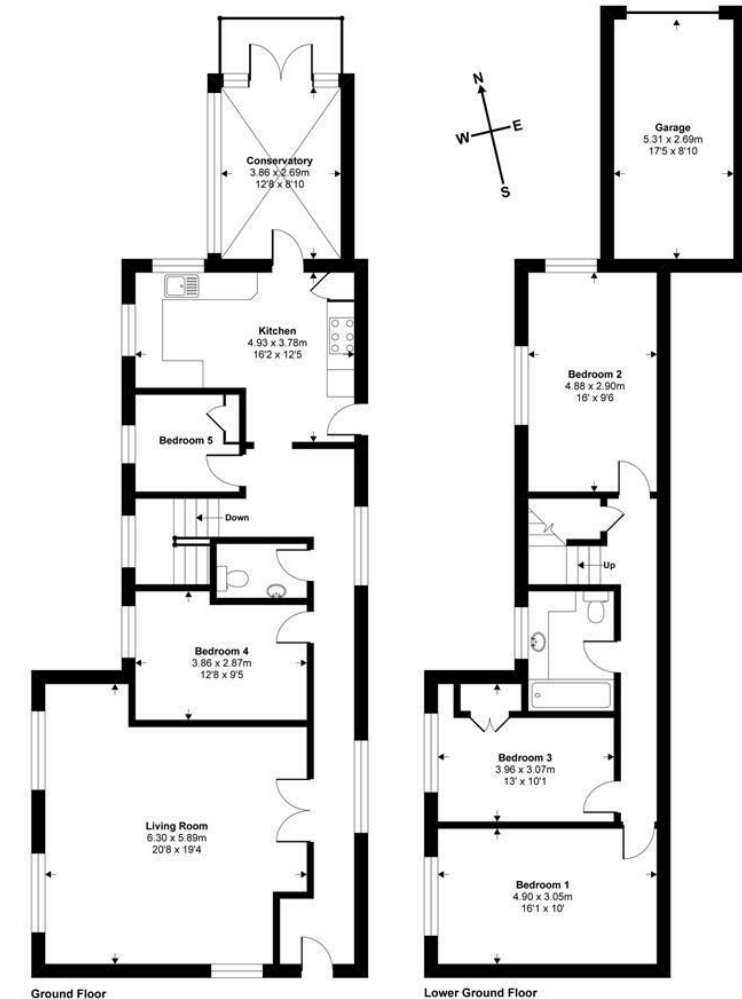 Conservatory
3.86 x 2.69m
12'8 x 8'10
N
W
E
S
Garage
5.31 x 2.69m
17'5 x 8'10
Kitchen
4.93 x 3.78m
16'2 x 12'5
Bedroom 5
Down
Bedroom 4
3.86 x 2.87m
12'8 x 9'5
Living Room
6.30 x 5.89m
20'8 x 19'4
Ground Floor
Bedroom 2
4.88 x 2.90m
16' x 9'6
Up
Bedroom 3
3.96 x 3.07m
13' x 10'1
Bedroom 1
4.90 x 3.05m
16'1 x 10'
Lower Ground Floor